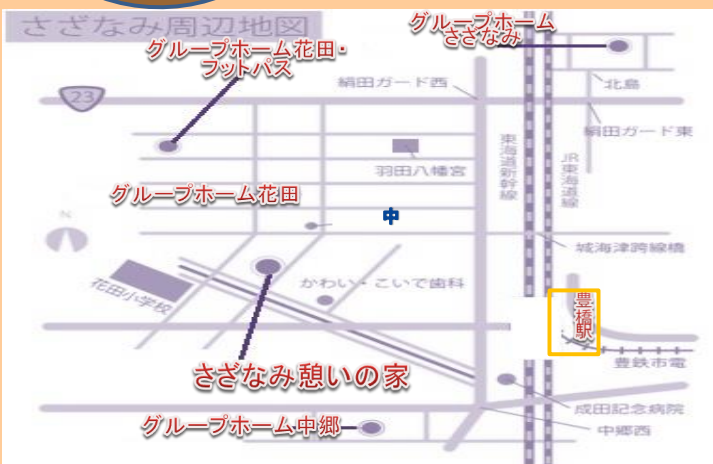 さざなみ周辺地図
グループホーム花田・
フットパス
グループホーム
さざなみ
23
絹田ガード西
北島
絹田ガード東
羽田八幡宮
東海道新幹線
JR東海道線
グループホーム花田
中
N
城海津跨線橋
花田小学校
かわい・こいで歯科
豊橋駅
豊鉄市電
さざなみ憩いの家
成田記念病院
グループホーム中郷
中郷西